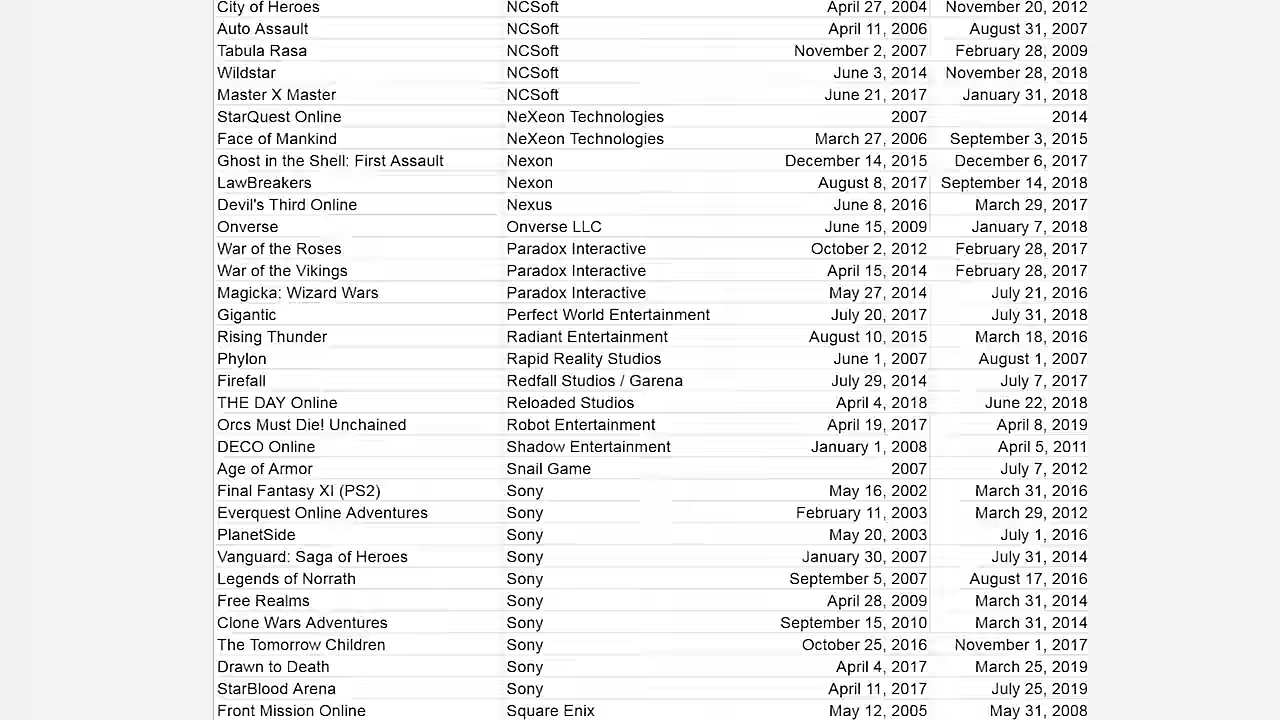 City of Heroes NCSoft April 27, 2004 November 20, 2012
Auto Assault NCSoft April 11, 2006 August 31, 2007
Tabula Rasa NCSoft November 2, 2007 February 28, 2009
Wildstar NCSoft June 3, 2014 November 28, 2018
Master X Master NCSoft June 21, 2017 January 31, 2018
StarQuest Online NeXeon Technologies 2007 2014
Face of Mankind NeXeon Technologies March 27, 2006 September 3, 2015
Ghost in the Shell: First Assault Nexon December 14, 2015 December 6, 2017
LawBreakers Nexon August 8, 2017 September 14, 2018
Devil's Third Online Nexus June 8, 2016 March 29, 2017
Onverse Onverse LLC June 15, 2009 January 7, 2018
War of the Roses Paradox Interactive October 2, 2012 February 28, 2017
War of the Vikings Paradox Interactive April 15, 2014 February 28, 2017
Magicka: Wizard Wars Paradox Interactive May 27, 2014 July 21, 2016
Gigantic Perfect World Entertainment July 20, 2017 July 31, 2018
Rising Thunder Radiant Entertainment August 10, 2015 March 18, 2016
Phylon Rapid Reality Studios June 1, 2007 August 1, 2007
Firefall Redfall Studios / Garena July 29, 2014 July 7, 2017
THE DAY Online Reloaded Studios April 4, 2018 June 22, 2018
Orcs Must Die! Unchained Robot Entertainment April 19, 2017 April 8, 2019
DECO Online Shadow Entertainment January 1, 2008 April 5, 2011
Age of Armor Snail Game 2007 July 7, 2012
Final Fantasy XI (PS2) Sony May 16, 2002 March 31, 2016
Everquest Online Adventures Sony February 11, 2003 March 29, 2012
PlanetSide Sony May 20, 2003 July 1, 2016
Vanguard: Saga of Heroes Sony January 30, 2007 July 31, 2014
Legends of Norrath Sony September 5, 2007 August 17, 2016
Free Realms Sony April 28, 2009 March 31, 2014
Clone Wars Adventures Sony September 15, 2010 March 31, 2014
The Tomorrow Children Sony October 25, 2016 November 1, 2017
Drawn to Death Sony April 4, 2017 March 25, 2019
StarBlood Arena Sony April 11, 2017 July 25, 2019
Front Mission Online Square Enix May 12, 2005 May 31, 2008